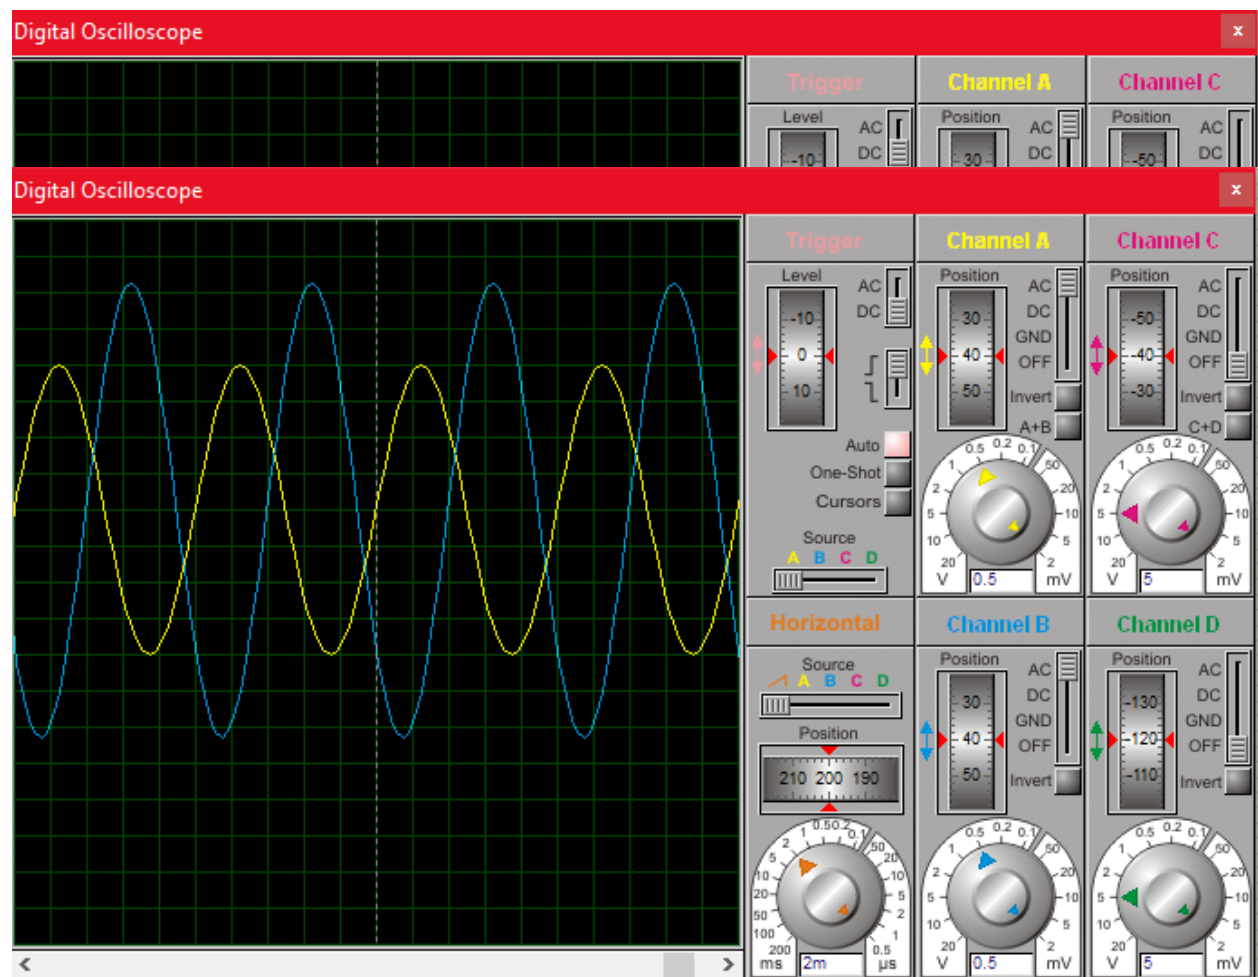 Digital Oscilloscope x
Trigger Channel A Channel C
Level Position Position
AC AC AC
DC DC DC
-10 30 -50
Digital Oscilloscope x
Trigger Channel A Channel C
Level Position Position
AC AC AC
DC DC DC
GND GND
OFF OFF
-10 30 -50
0 40 -40
10 50 -30
Invert Invert
A+B C+D
Auto
One-Shot
Cursors
Source
A B C D
20 10 5 2 1 0.5 0.2 0.1 50 20 10 5 2
V 0.5 mV
20 10 5 2 1 0.5 0.2 0.1 50 20 10 5 2
V 5 mV
Horizontal Channel B Channel D
Source Position Position
A B C D
AC AC
DC DC
GND GND
OFF OFF
30 -130
40 -120
50 -110
Invert Invert
Position
210 200 190
200 100 50 20 10 5 2 1 0.5 0.2 0.1 50 20 10 5 2 1 0.5
ms 2m µs
20 10 5 2 1 0.5 0.2 0.1 50 20 10 5 2
V 0.5 mV
20 10 5 2 1 0.5 0.2 0.1 50 20 10 5 2
V 5 mV